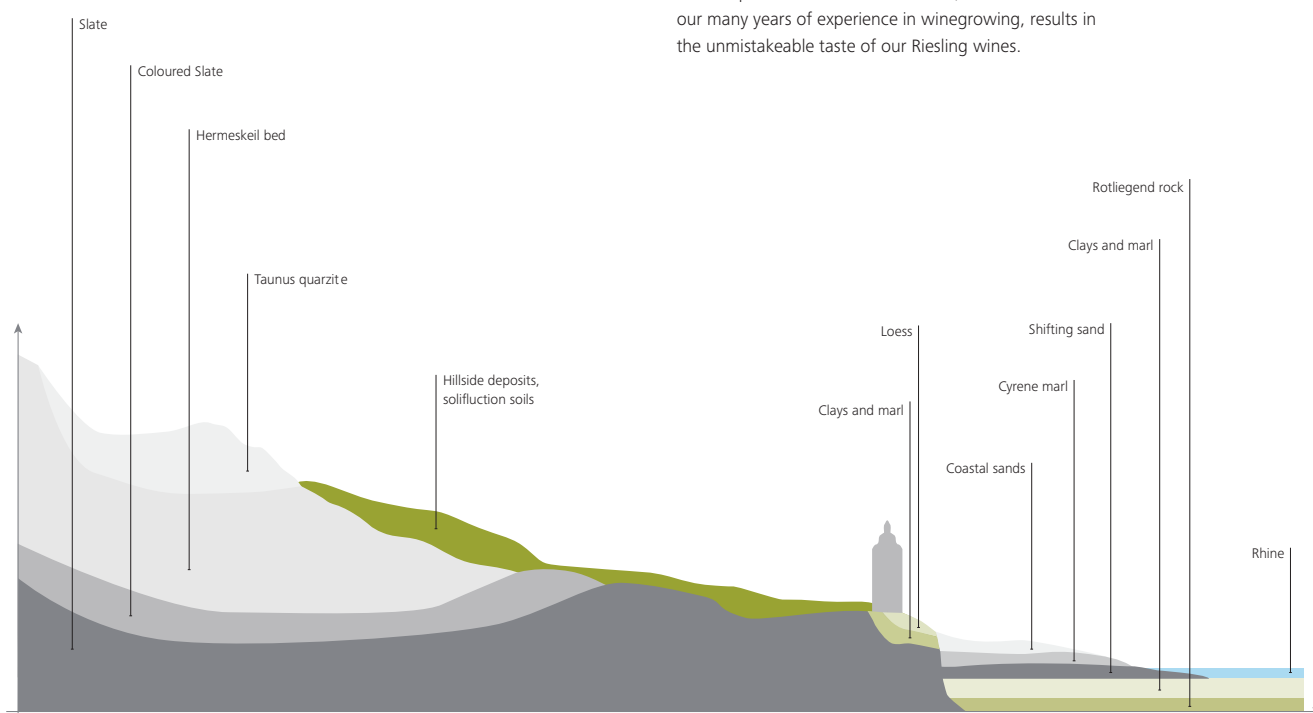 our many years of experience in winegrowing, results in
the unmistakeable taste of our Riesling wines.
Slate
Coloured Slate
Hermeskeil bed
Taunus quarzite
Hillside deposits,
solifluction soils
Rotliegend rock
Clays and marl
Shifting sand
Loess
Cyrene marl
Clays and marl
Coastal sands
Rhine